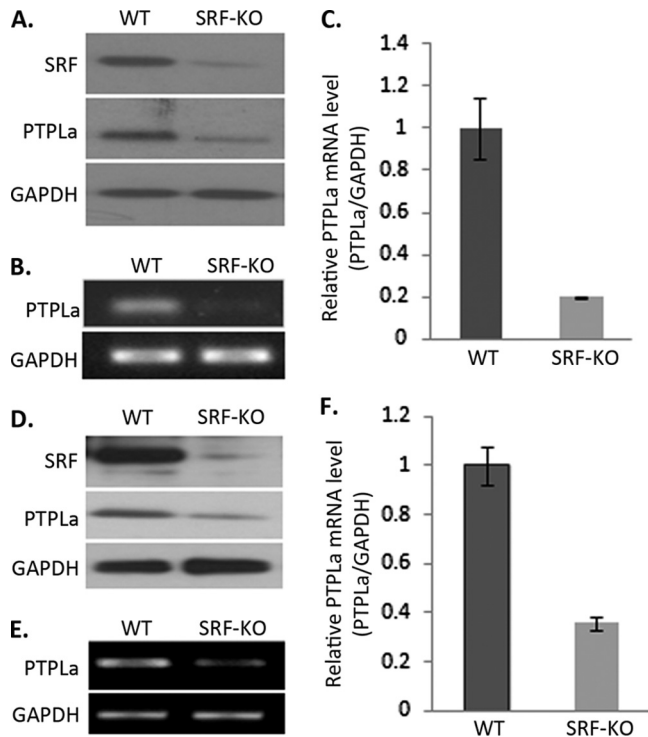 A.
WT SRF-KO
SRF
PTPLa
GAPDH
B.
WT SRF-KO
PTPLa
GAPDH
C.
Relative PTPLa mRNA level
(PTPLa/GAPDH)
1.4
1.2
1
0.8
0.6
0.4
0.2
0
WT SRF-KO
D.
WT SRF-KO
SRF
PTPLa
GAPDH
E.
WT SRF-KO
PTPLa
GAPDH
F.
Relative PTPLa mRNA level
(PTPLa/GAPDH)
1.2
1
0.8
0.6
0.4
0.2
0
WT SRF-KO